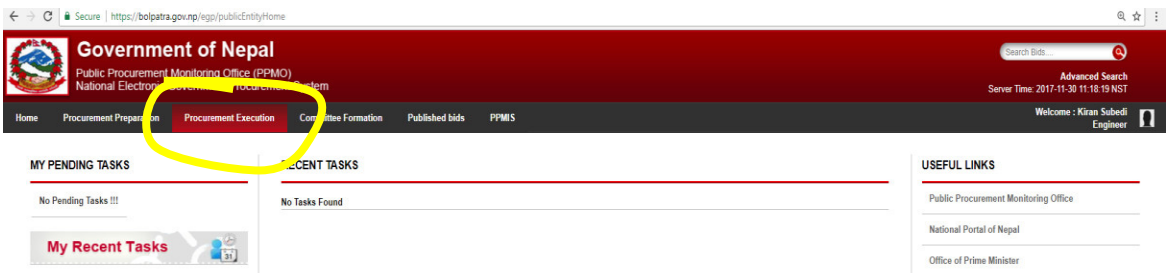 Secure | https://bolpatra.gov.np/egp/publicEntityHome
Government of Nepal
Public Procurement Monitoring Office (PPMO)
National Electronic Government Procurement System
Search Bids....
Advanced Search
Server Time: 2017-11-30 11:18:19 NST
Home Procurement Preparation Procurement Execution Committee Formation Published bids PPMIS
Welcome : Kiran Subedi
Engineer
MY PENDING TASKS
No Pending Tasks !!!
My Recent Tasks
31
RECENT TASKS
No Tasks Found
USEFUL LINKS
Public Procurement Monitoring Office
National Portal of Nepal
Office of Prime Minister